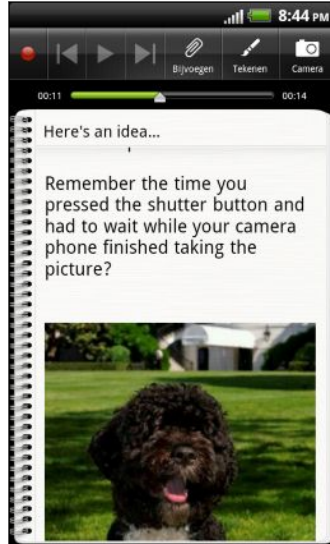 8:44 PM
Bijvoegen Tekenen Camera
00:11 00:14
Here's an idea...
Remember the time you
pressed the shutter button and
had to wait while your camera
phone finished taking the
picture?